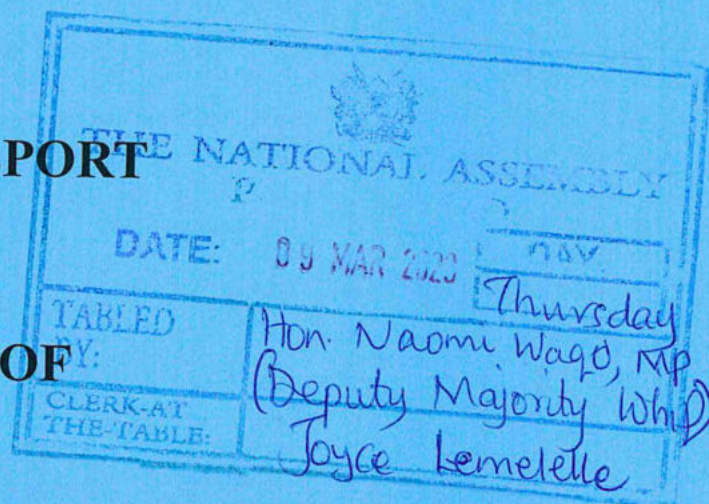 PORT
THE NATIONAL ASSEMBLY
P
DATE: 09 MAR 2023 DAY.
Thursday
TABLED BY: Hon. Naomi Waqo, MP
OF
(Deputy Majority Whip)
CLERK-AT THE-TABLE: Joyce Lemelelle